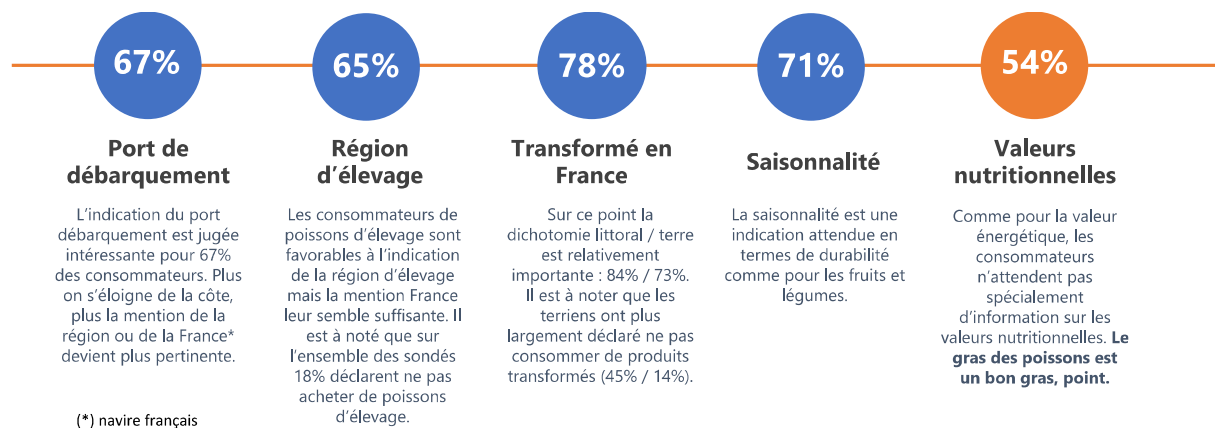 67%
Port de
débarquement
L'indication du port
débarquement est jugée
intéressante pour 67%
des consommateurs. Plus
on s'éloigne de la côte,
plus la mention de la
région ou de la France*
devient plus pertinente.
(*) navire français
65%
Région
d'élevage
Les consommateurs de
poissons d'élevage sont
favorables à l'indication
de la région d'élevage
mais la mention France
leur semble suffisante. Il
est à noté que sur
l'ensemble des sondés
18% déclarent ne pas
acheter de poissons
d'élevage.
78%
Transformé en
France
Sur ce point la
dichotomie littoral / terre
est relativement
importante : 84% / 73%.
Il est à noter que les
terriens ont plus
largement déclaré ne pas
consommer de produits
transformés (45% / 14%).
71%
Saisonnalité
La saisonnalité est une
indication attendue en
termes de durabilité
comme pour les fruits et
légumes.
54%
Valeurs
nutritionnelles
Comme pour la valeur
énergétique, les
consommateurs
n'attendent pas
spécialement
d'information sur les
valeurs nutritionnelles. Le
gras des poissons est
un bon gras, point.